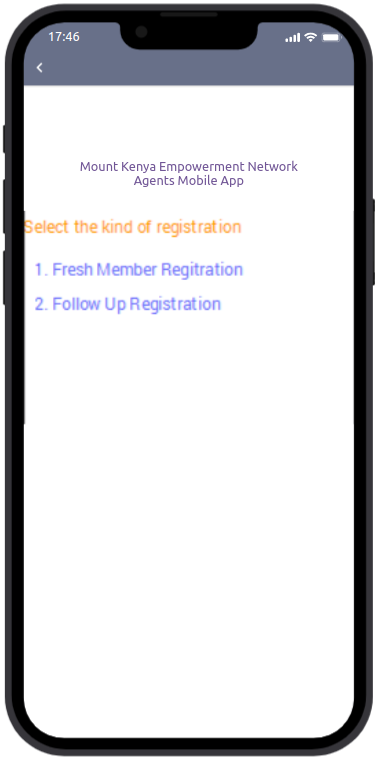 17:46
Mount Kenya Empowerment Network
Agents Mobile App
Select the kind of registration
1. Fresh Member Regitration
2. Follow Up Registration